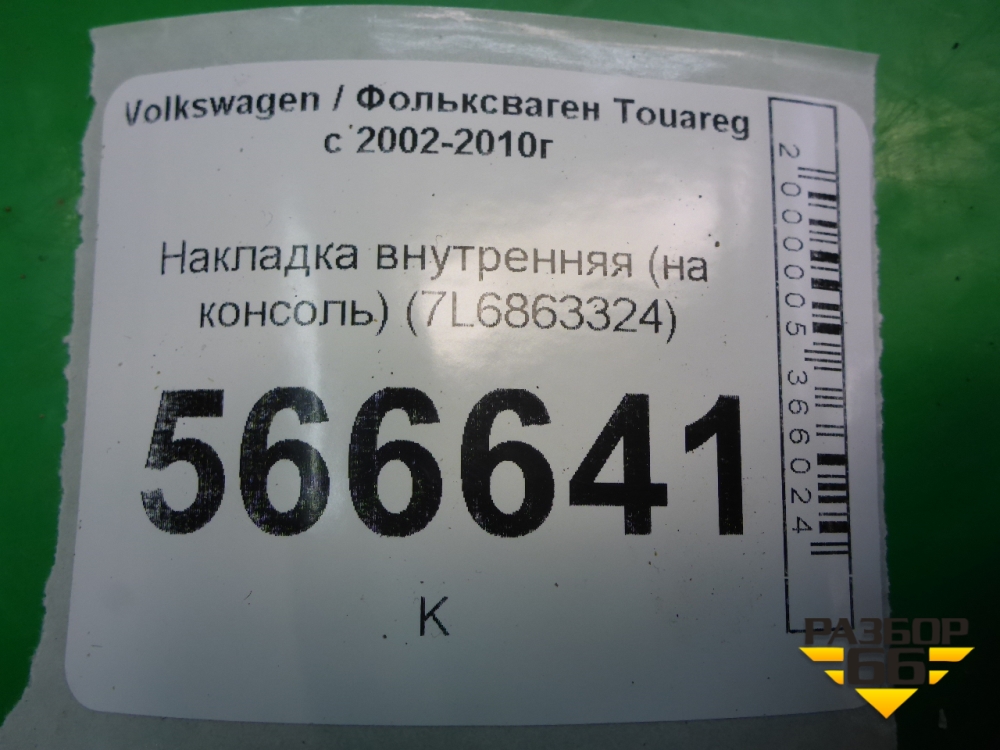 Volkswagen / Фольксваген Touareg
с 2002-2010г
Накладка внутренняя (на
консоль) (7L6863324)
566641
К
2000005366024
РАЗБОР
66